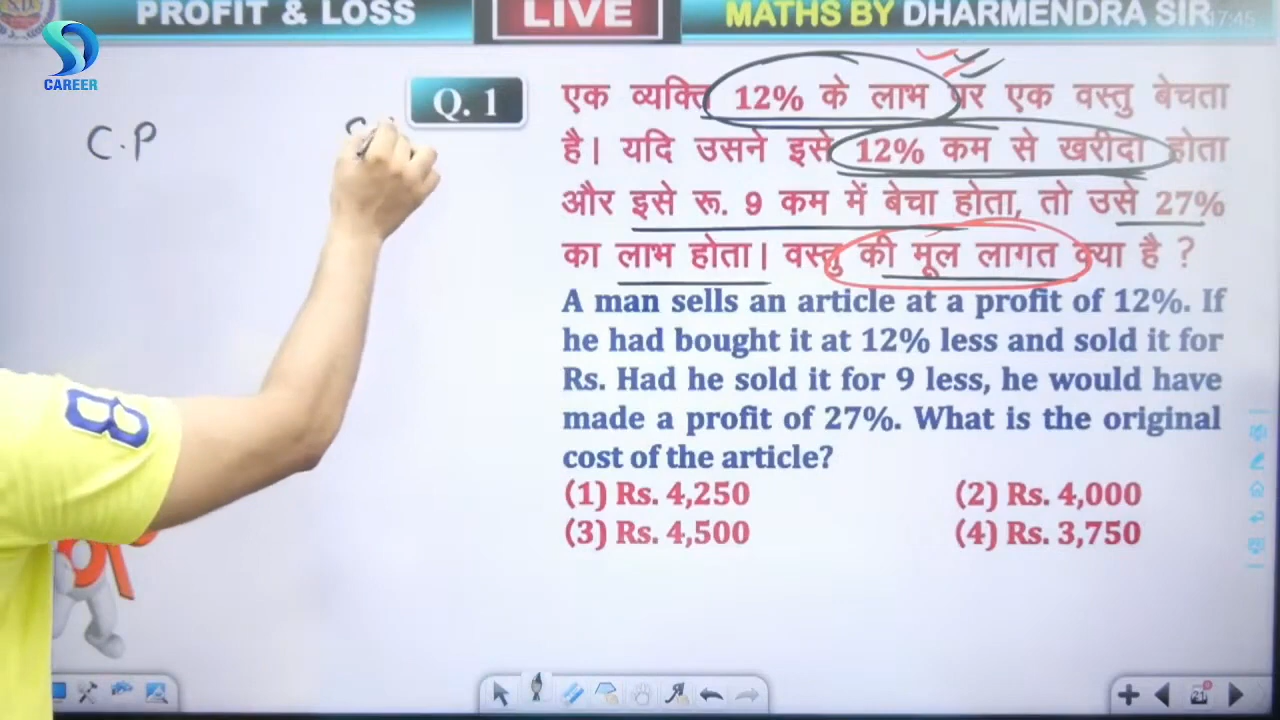 PROFIT & LOSS
LIVE
MATHS BY DHARMENDRA SIR
17:45
CAREER
C.P
Q. 1
एक व्यक्ति 12% के लाभ पर एक वस्तु बेचता
है। यदि उसने इसे 12% कम से खरीदा होता
और इसे रू. 9 कम में बेचा होता, तो उसे 27%
का लाभ होता। वस्तु की मूल लागत क्या है ?
A man sells an article at a profit of 12%. If
he had bought it at 12% less and sold it for
Rs. Had he sold it for 9 less, he would have
made a profit of 27%. What is the original
cost of the article?
(1) Rs. 4,250 (2) Rs. 4,000
(3) Rs. 4,500 (4) Rs. 3,750
21